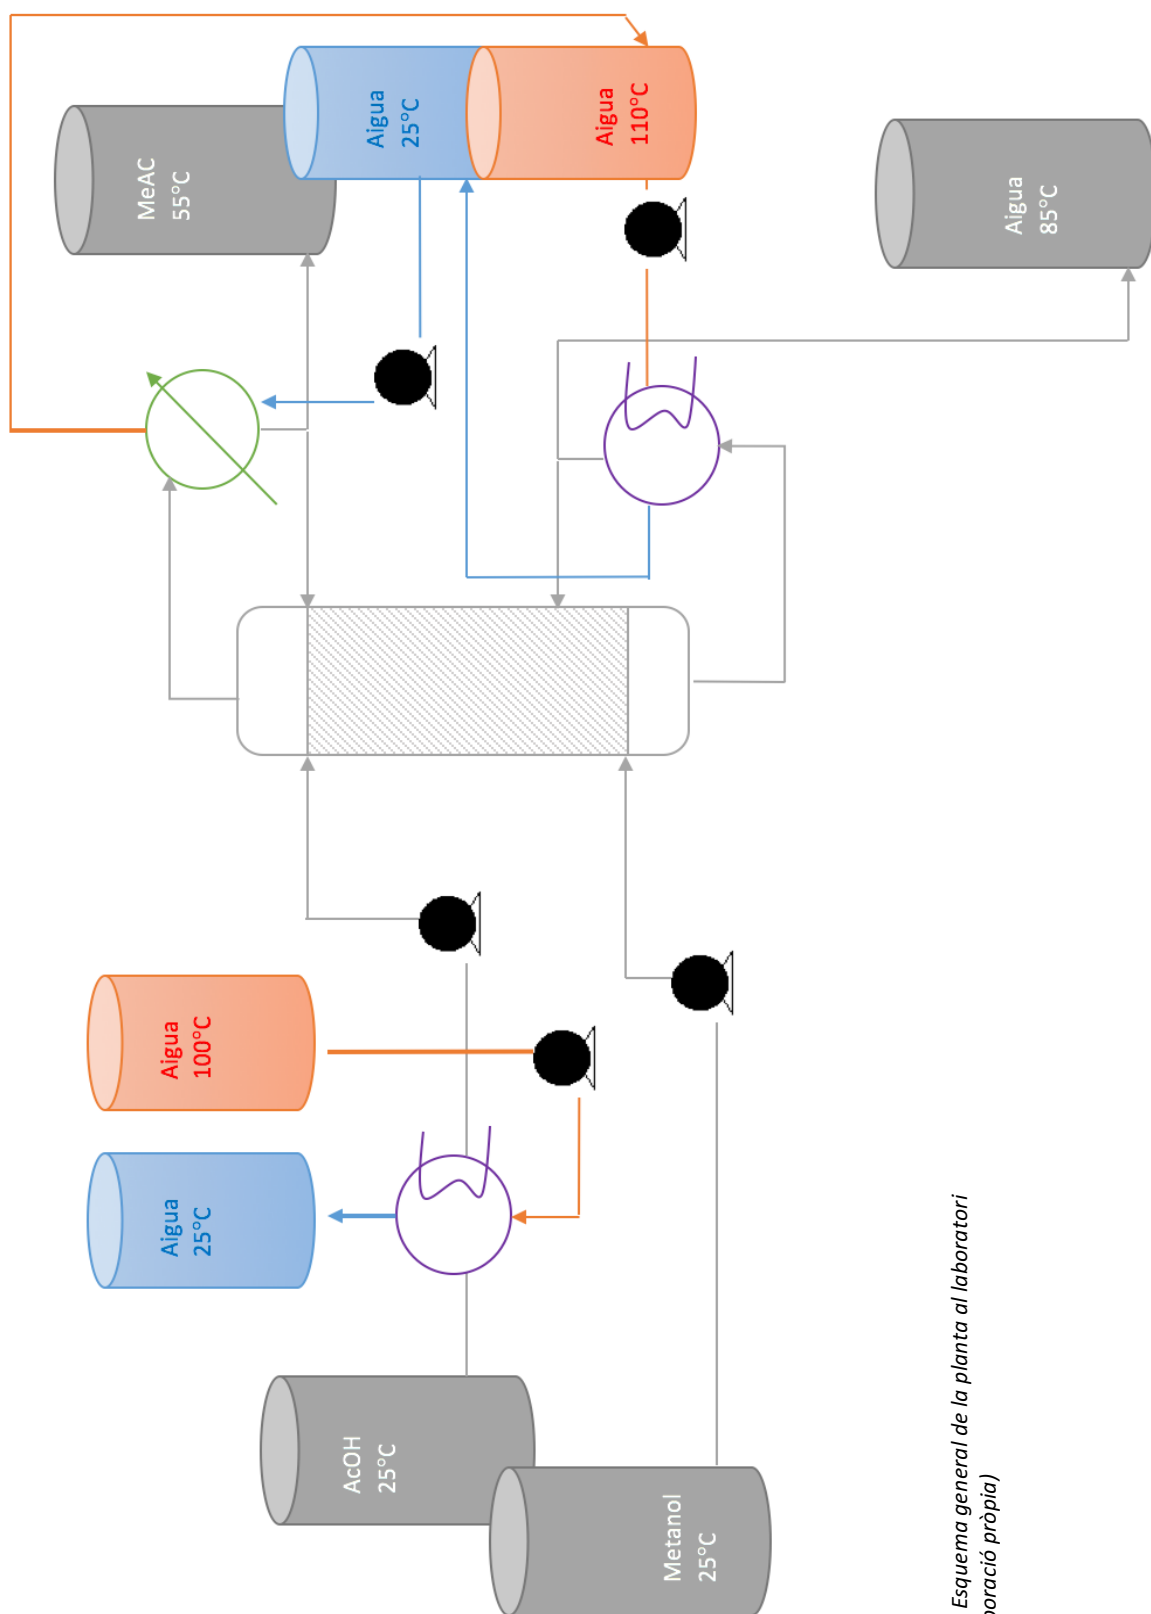 MeAC
55°C
Aigua
25°C
Aigua
100°C
AcOH
25°C
Aigua
25°C
Aigua
110°C
Metanol
25°C
Aigua
85°C
Esquema general de la planta al laboratori
oració pròpia)